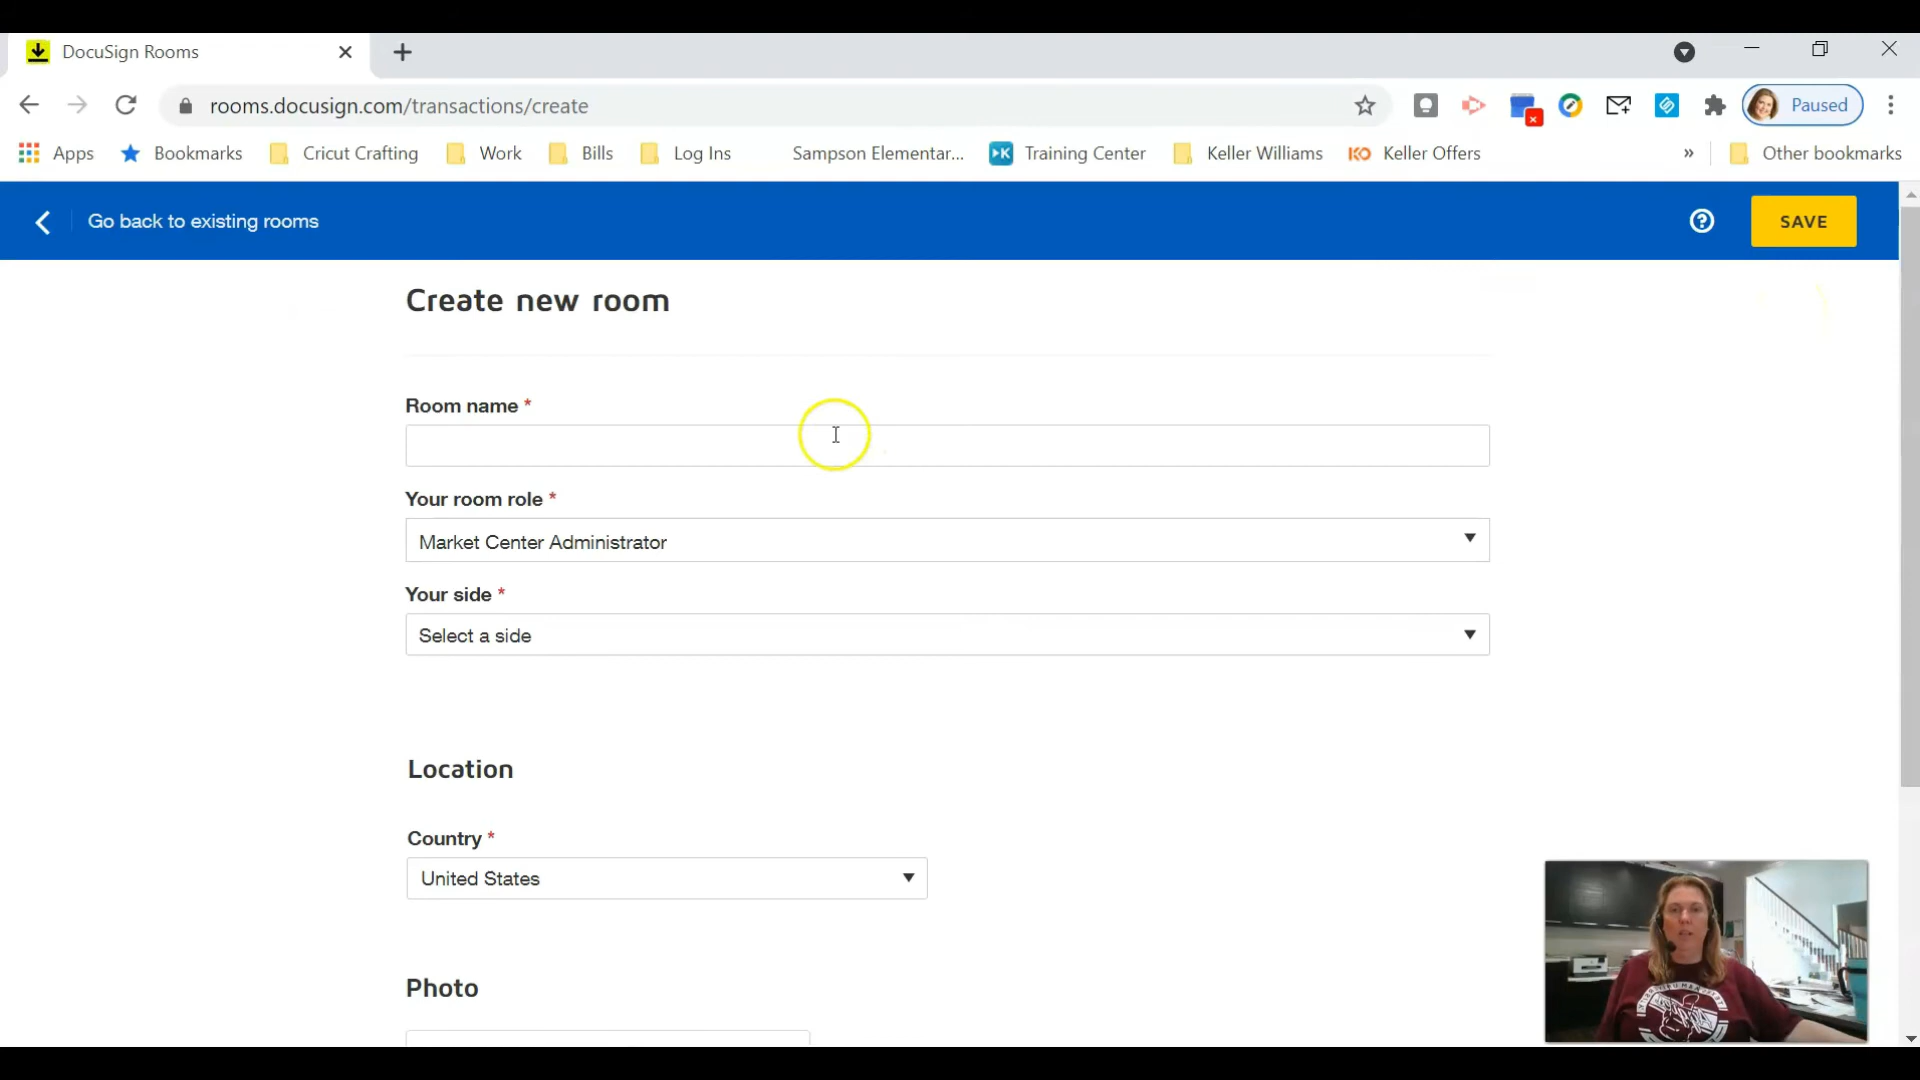 DocuSign Rooms
rooms.docusign.com/transactions/create
Paused
Apps Bookmarks Cricut Crafting Work Bills Log Ins Sampson Elementar... Training Center Keller Williams KO Keller Offers » Other bookmarks
Go back to existing rooms
SAVE
Create new room
Room name *
Your room role *
Market Center Administrator
Your side *
Select a side
Location
Country *
United States
Photo